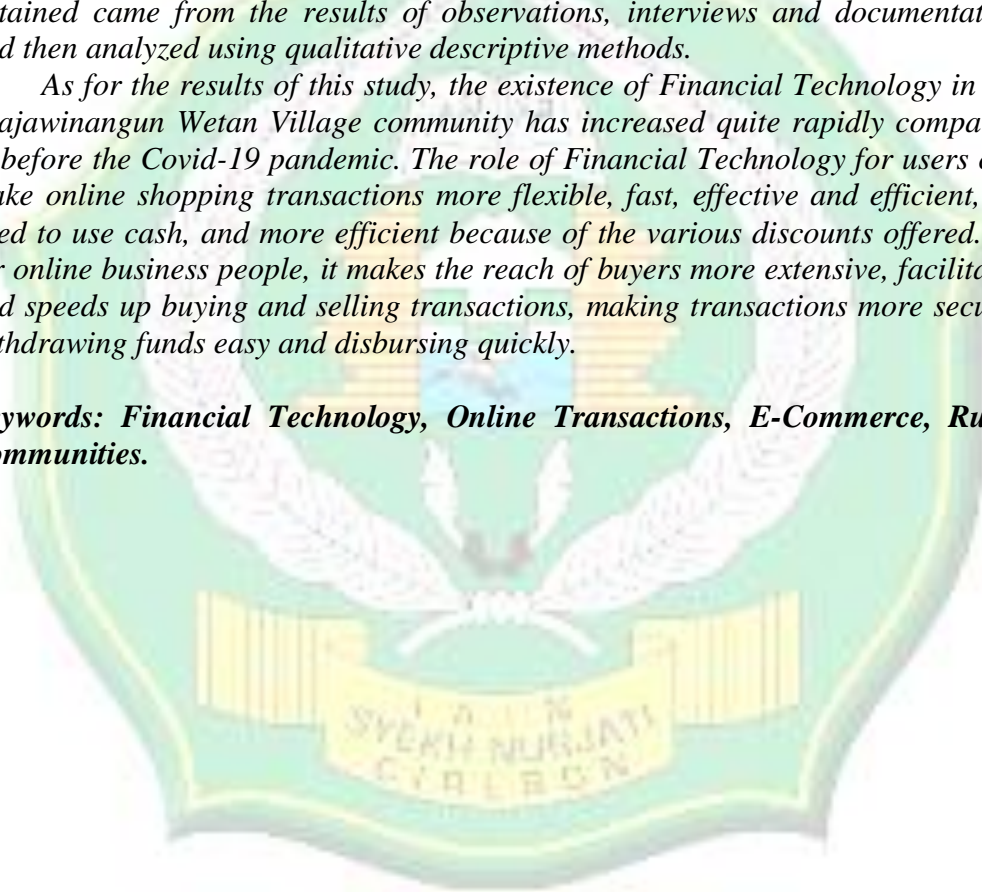 tained came from the results of observations, interviews and documentat
d then analyzed using qualitative descriptive methods.
As for the results of this study, the existence of Financial Technology in
ajawinangun Wetan Village community has increased quite rapidly compa
before the Covid-19 pandemic. The role of Financial Technology for users c
ake online shopping transactions more flexible, fast, effective and efficient,
ed to use cash, and more efficient because of the various discounts offered.
r online business people, it makes the reach of buyers more extensive, facilita
d speeds up buying and selling transactions, making transactions more secu
thdrawing funds easy and disbursing quickly.
eywords: Financial Technology, Online Transactions, E-Commerce, Ru
ommunities.
I A I N
SYEKH NURJATI
CIREBON